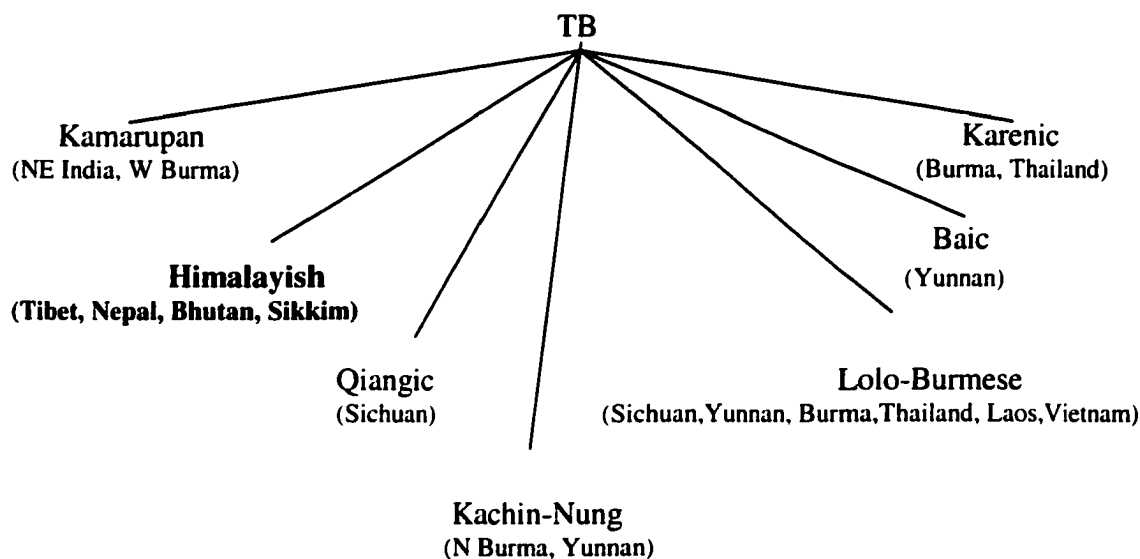 TB
Kamarupan
(NE India, W Burma)
Karenic
(Burma, Thailand)
Baic
(Yunnan)
Himalayish
(Tibet, Nepal, Bhutan, Sikkim)
Qiangic
(Sichuan)
Lolo-Burmese
(Sichuan,Yunnan, Burma,Thailand, Laos,Vietnam)
Kachin-Nung
(N Burma, Yunnan)